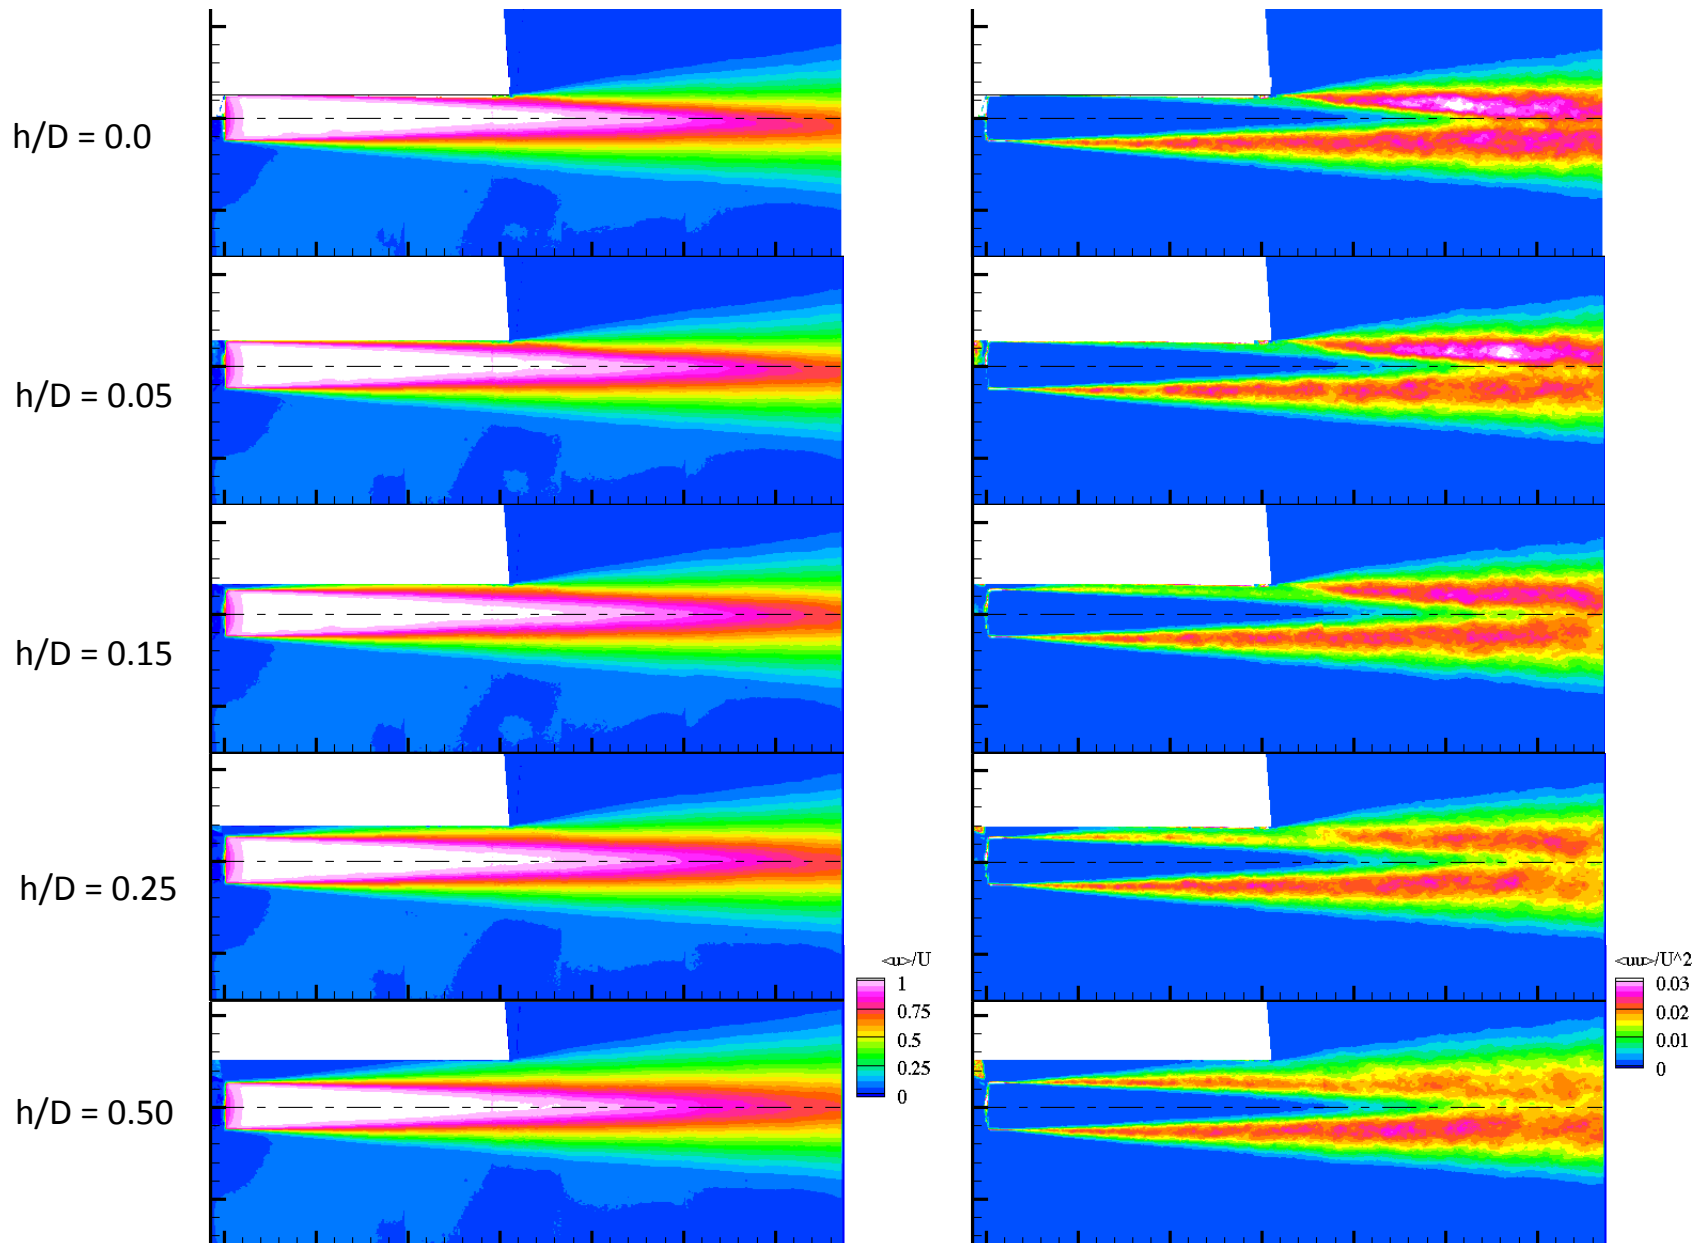 h/D = 0.0
h/D = 0.05
h/D = 0.15
h/D = 0.25
h/D = 0.50
<u>/U
1
0.75
0.5
0.25
0
<uu>/U^2
0.03
0.02
0.01
0